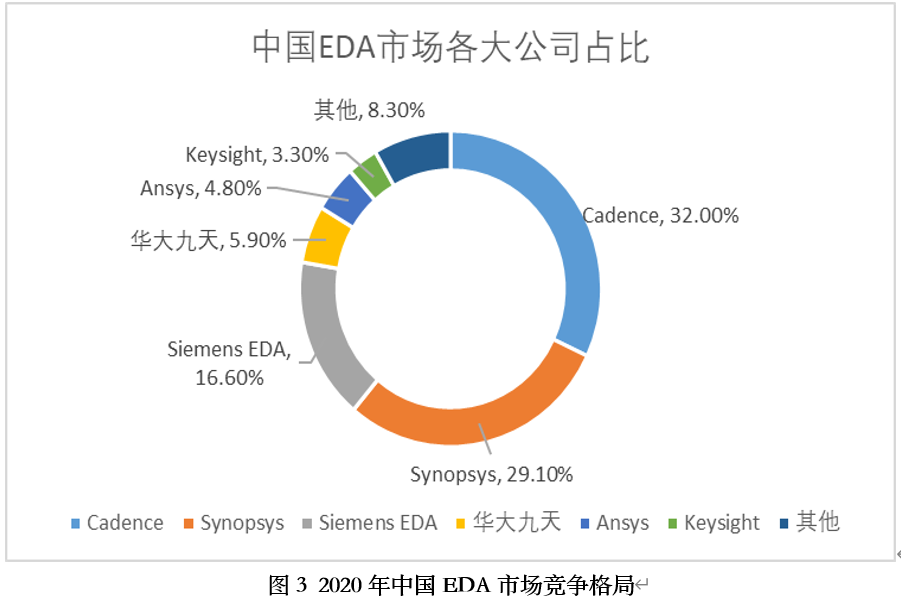 中国EDA市场各大公司占比
其他, 8.30%
Keysight, 3.30%
Ansys, 4.80%
华大九天, 5.90%
Cadence, 32.00%
Siemens EDA,
16.60%
Synopsys, 29.10%
Cadence Synopsys Siemens EDA 华大九天 Ansys Keysight 其他
图 3 2020 年中国 EDA 市场竞争格局